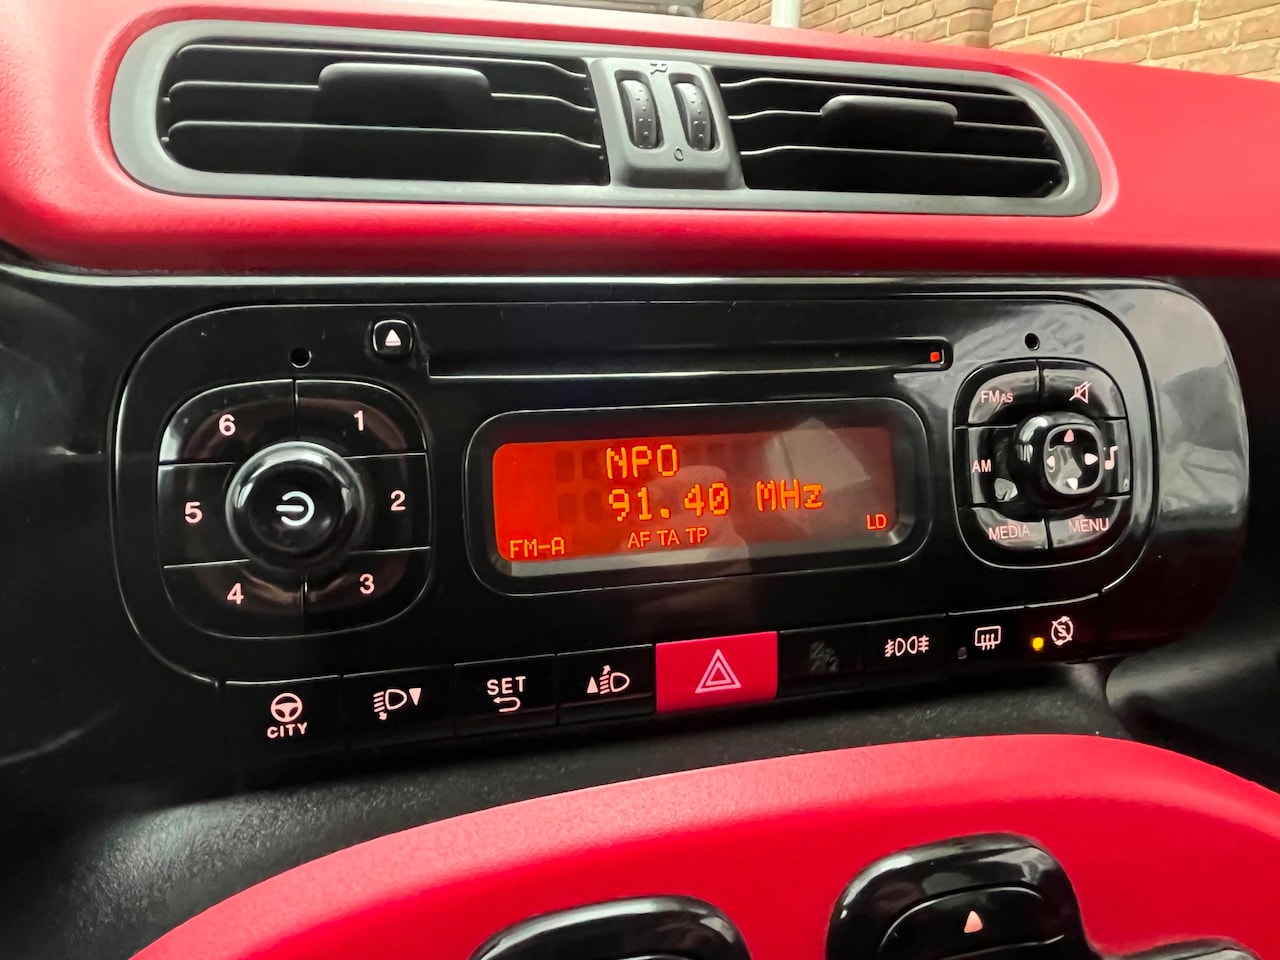 R
O
6
1
5
2
4
3
NPO
91.40 MHz
AF TA TP
LD
FM-A
FMAS
AM
MEDIA
MENU
CITY
SET
S